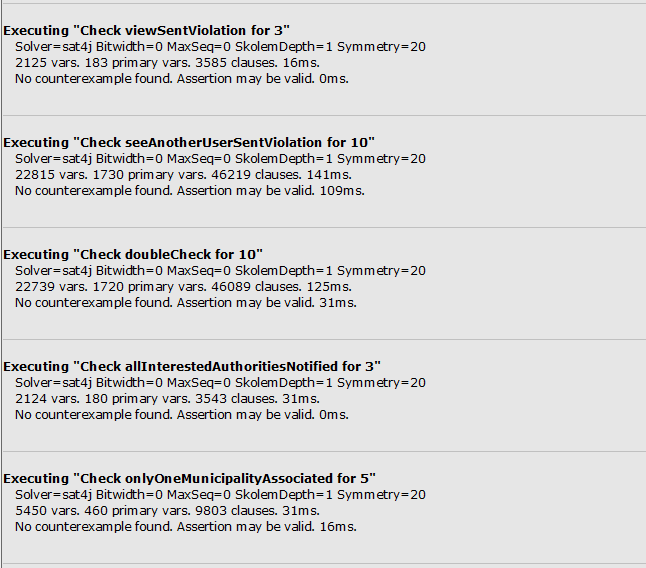 Executing "Check viewSentViolation for 3"
Solver=sat4j Bitwidth=0 MaxSeq=0 SkolemDepth=1 Symmetry=20
2125 vars. 183 primary vars. 3585 clauses. 16ms.
No counterexample found. Assertion may be valid. 0ms.
Executing "Check seeAnotherUserSentViolation for 10"
Solver=sat4j Bitwidth=0 MaxSeq=0 SkolemDepth=1 Symmetry=20
22815 vars. 1730 primary vars. 46219 clauses. 141ms.
No counterexample found. Assertion may be valid. 109ms.
Executing "Check doubleCheck for 10"
Solver=sat4j Bitwidth=0 MaxSeq=0 SkolemDepth=1 Symmetry=20
22739 vars. 1720 primary vars. 46089 clauses. 125ms.
No counterexample found. Assertion may be valid. 31ms.
Executing "Check allInterestedAuthoritiesNotified for 3"
Solver=sat4j Bitwidth=0 MaxSeq=0 SkolemDepth=1 Symmetry=20
2124 vars. 180 primary vars. 3543 clauses. 31ms.
No counterexample found. Assertion may be valid. 0ms.
Executing "Check onlyOneMunicipalityAssociated for 5"
Solver=sat4j Bitwidth=0 MaxSeq=0 SkolemDepth=1 Symmetry=20
5450 vars. 460 primary vars. 9803 clauses. 31ms.
No counterexample found. Assertion may be valid. 16ms.